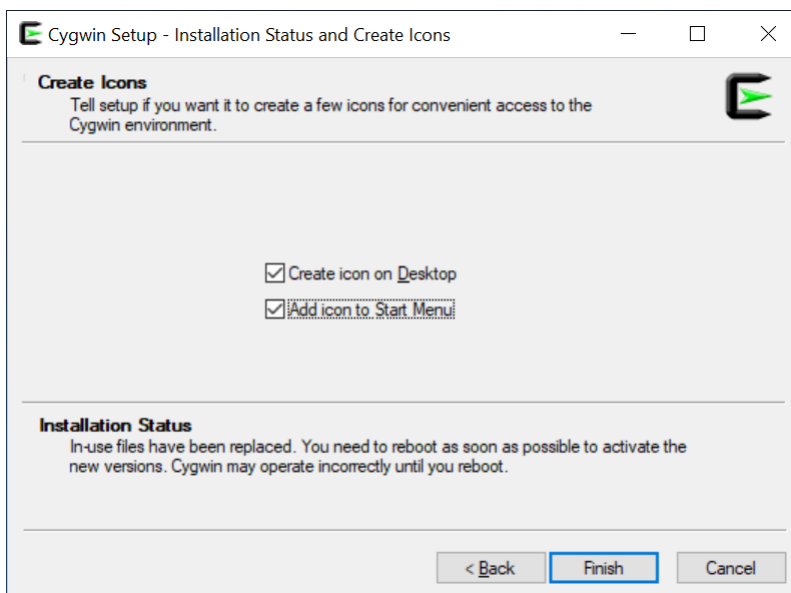 Cygwin Setup - Installation Status and Create Icons
Create Icons
Tell setup if you want it to create a few icons for convenient access to the
Cygwin environment.
Create icon on Desktop
Add icon to Start Menu
Installation Status
In-use files have been replaced. You need to reboot as soon as possible to activate the
new versions. Cygwin may operate incorrectly until you reboot.
< Back Finish Cancel